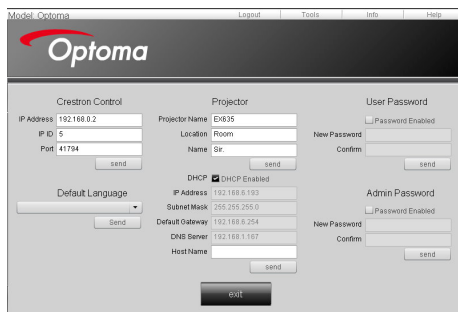 Model: Optoma
Logout Tools Info Help
Optoma
Crestron Control
IP Address 192.168.0.2
IP ID 5
Port 41794
send
Default Language
Send
Projector
Projector Name EX635
Location Room
Name Sir.
send
DHCP DHCP Enabled
IP Address 192.168.6.193
Subnet Mask 255.255.255.0
Default Gateway 192.168.6.254
DNS Server 192.168.1.167
Host Name
send
exit
User Password
Password Enabled
New Password
Confirm
send
Admin Password
Password Enabled
New Password
Confirm
send